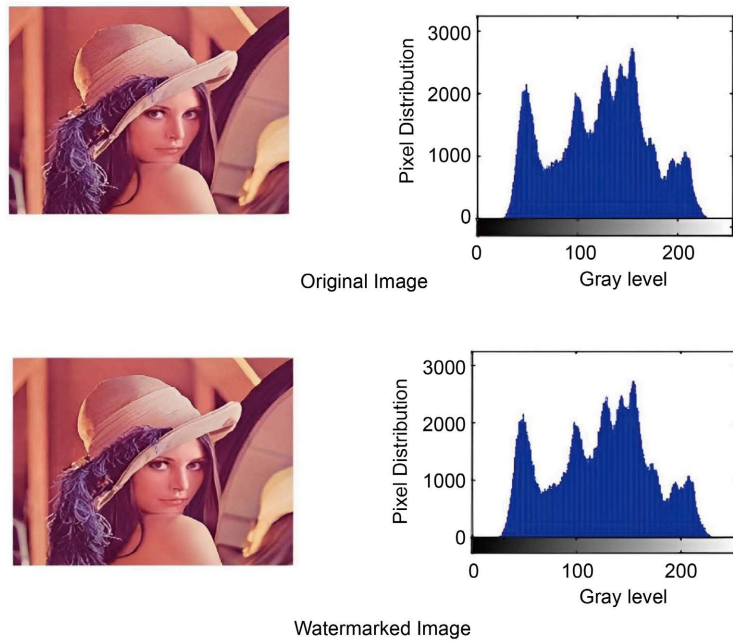 Pixel Distribution
3000
2000
1000
0
0 100 200
Gray level
Original Image
Pixel Distribution
3000
2000
1000
0
0 100 200
Gray level
Watermarked Image